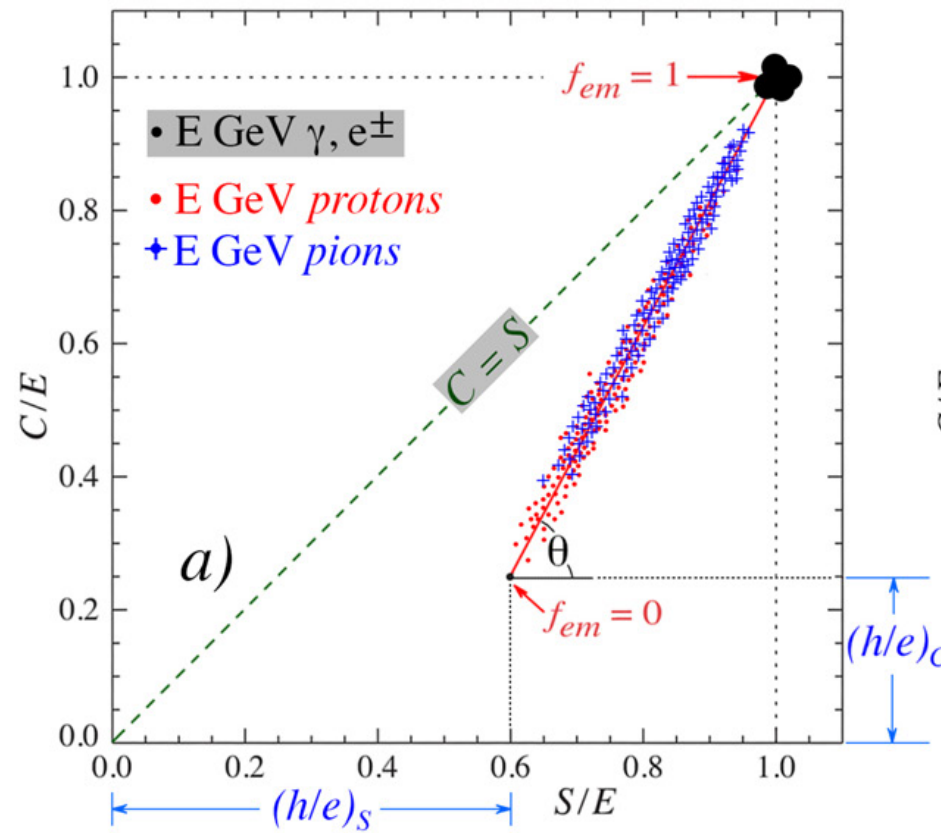 1.0
0.8
0.6
0.4
0.2
0.0
C/E
f_em = 1
• E GeV γ, e±
• E GeV protons
E GeV pions
C = S
a)
θ
f_em = 0
(h/e)
0.0 0.2 0.4 0.6 0.8 1.0
(h/e)_S
S/E